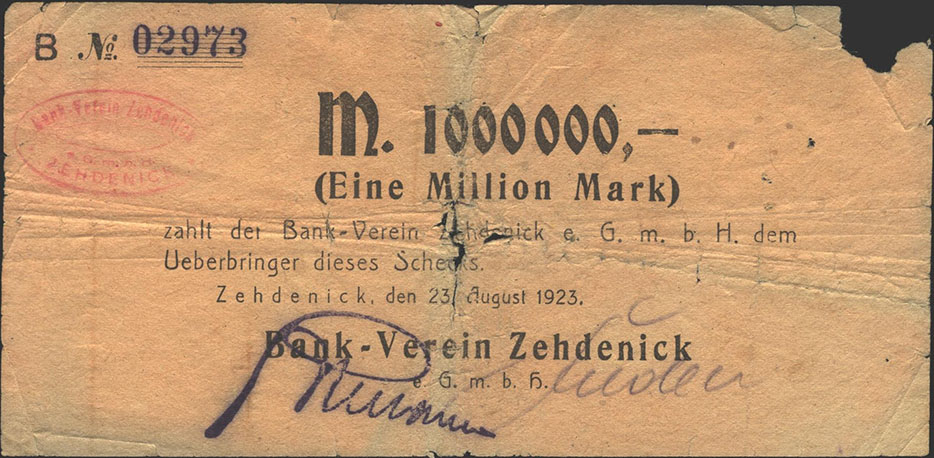 B No. 02973
Bank-Verein Zehdenick
ZEHDENICK
M. 1000000,—
(Eine Million Mark)
zahlt der Bank-Verein Zehdenick e. G. m. b. H. dem
Ueberbringer dieses Schecks.
Zehdenick, den 23. August 1923.
Bank-Verein Zehdenick
e. G. m. b. H.